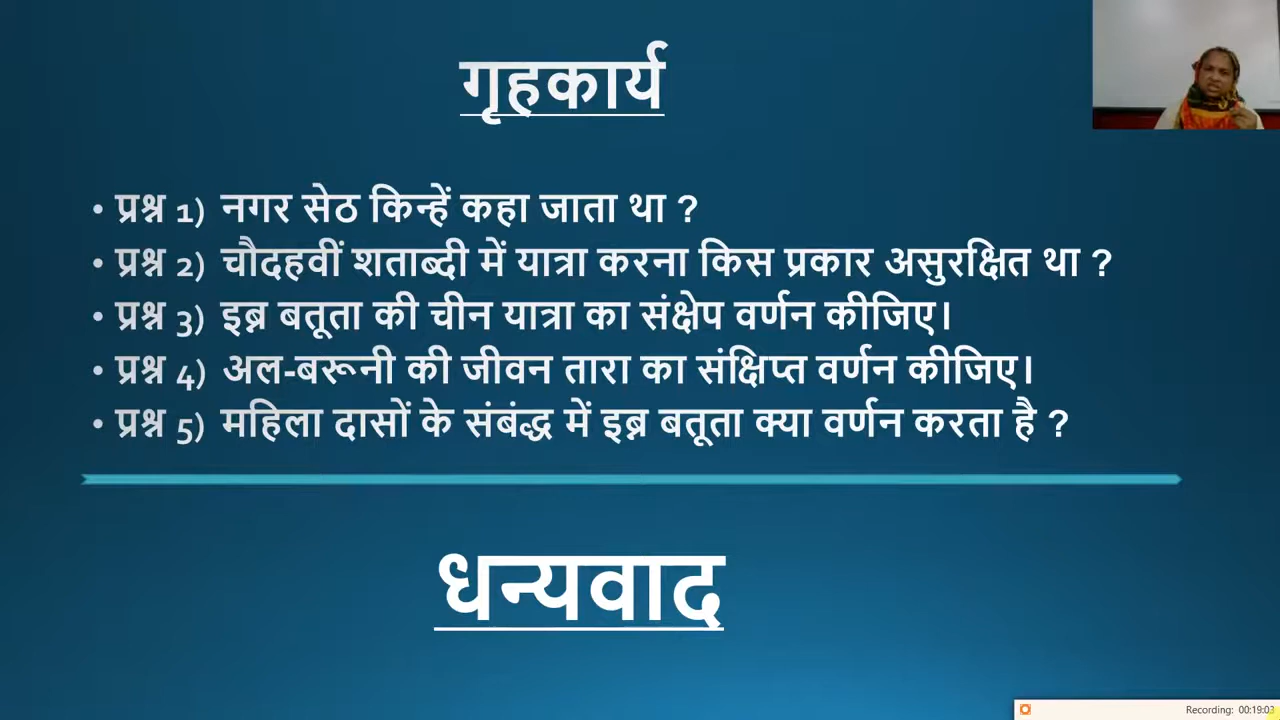 गृहकार्य
• प्रश्न 1) नगर सेठ किन्हें कहा जाता था ?
• प्रश्न 2) चौदहवीं शताब्दी में यात्रा करना किस प्रकार असुरक्षित था ?
• प्रश्न 3) इब्न बतूता की चीन यात्रा का संक्षेप वर्णन कीजिए।
• प्रश्न 4) अल-बरूनी की जीवन तारा का संक्षिप्त वर्णन कीजिए।
• प्रश्न 5) महिला दासों के संबंद्ध में इब्न बतूता क्या वर्णन करता है ?
धन्यवाद
Recording: 00:19:03